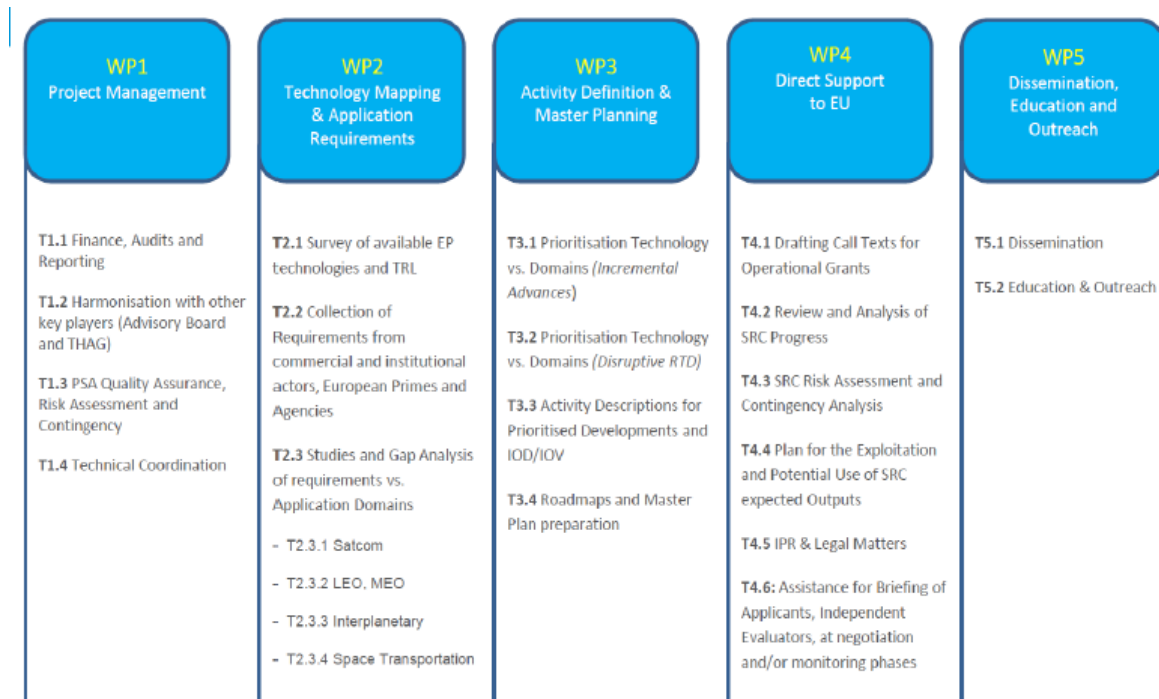 WP1
Project Management
T1.1 Finance, Audits and
Reporting
T1.2 Harmonisation with other
key players (Advisory Board
and THAG)
T1.3 PSA Quality Assurance,
Risk Assessment and
Contingency
T1.4 Technical Coordination
WP2
Technology Mapping
& Application
Requirements
T2.1 Survey of available EP
technologies and TRL
T2.2 Collection of
Requirements from
commercial and institutional
actors, European Primes and
Agencies
T2.3 Studies and Gap Analysis
of requirements vs.
Application Domains
- T2.3.1 Satcom
- T2.3.2 LEO, MEO
- T2.3.3 Interplanetary
- T2.3.4 Space Transportation
WP3
Activity Definition &
Master Planning
T3.1 Prioritisation Technology
vs. Domains (Incremental
Advances)
T3.2 Prioritisation Technology
vs. Domains (Disruptive RTD)
T3.3 Activity Descriptions for
Prioritised Developments and
IOD/IOV
T3.4 Roadmaps and Master
Plan preparation
WP4
Direct Support
to EU
T4.1 Drafting Call Texts for
Operational Grants
T4.2 Review and Analysis of
SRC Progress
T4.3 SRC Risk Assessment and
Contingency Analysis
T4.4 Plan for the Exploitation
and Potential Use of SRC
expected Outputs
T4.5 IPR & Legal Matters
T4.6: Assistance for Briefing of
Applicants, Independent
Evaluators, at negotiation
and/or monitoring phases
WP5
Dissemination,
Education and
Outreach
T5.1 Dissemination
T5.2 Education & Outreach